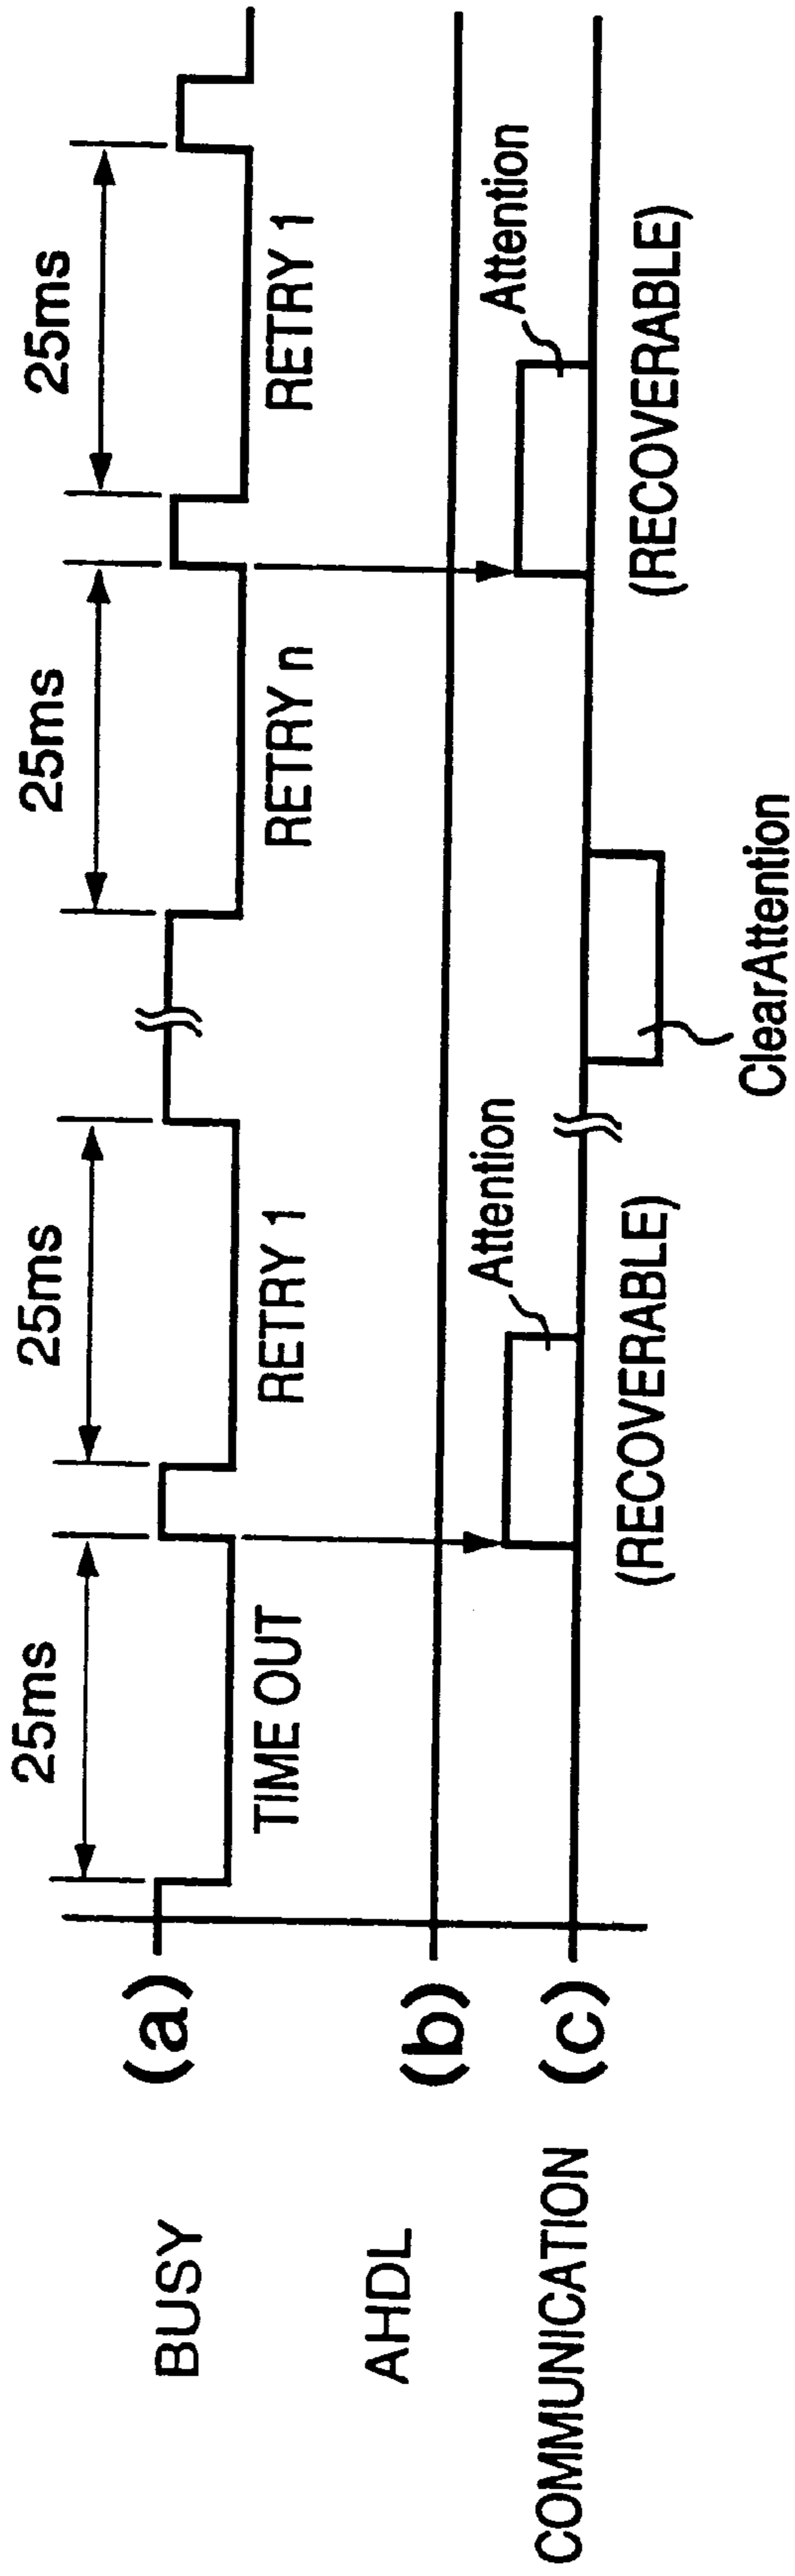 25ms 25ms 25ms 25ms
BUSY (a)
TIME OUT RETRY 1 RETRY n RETRY 1
AHDL (b)
Attention Attention
COMMUNICATION (c)
(RECOVERABLE) (RECOVERABLE)
ClearAttention